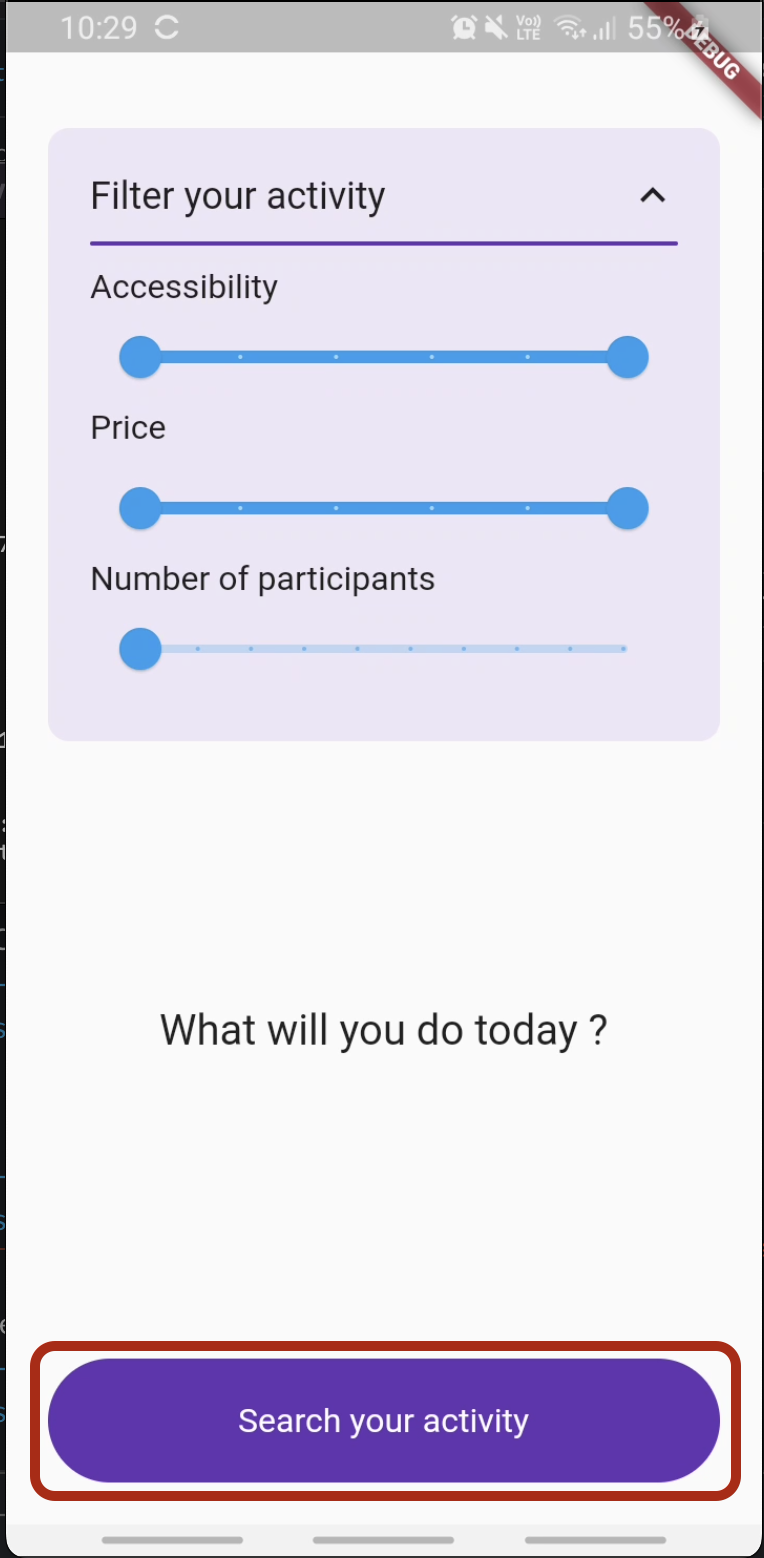 10:29
Vo))
LTE
55%
DEBUG
Filter your activity
Accessibility
Price
Number of participants
What will you do today ?
Search your activity